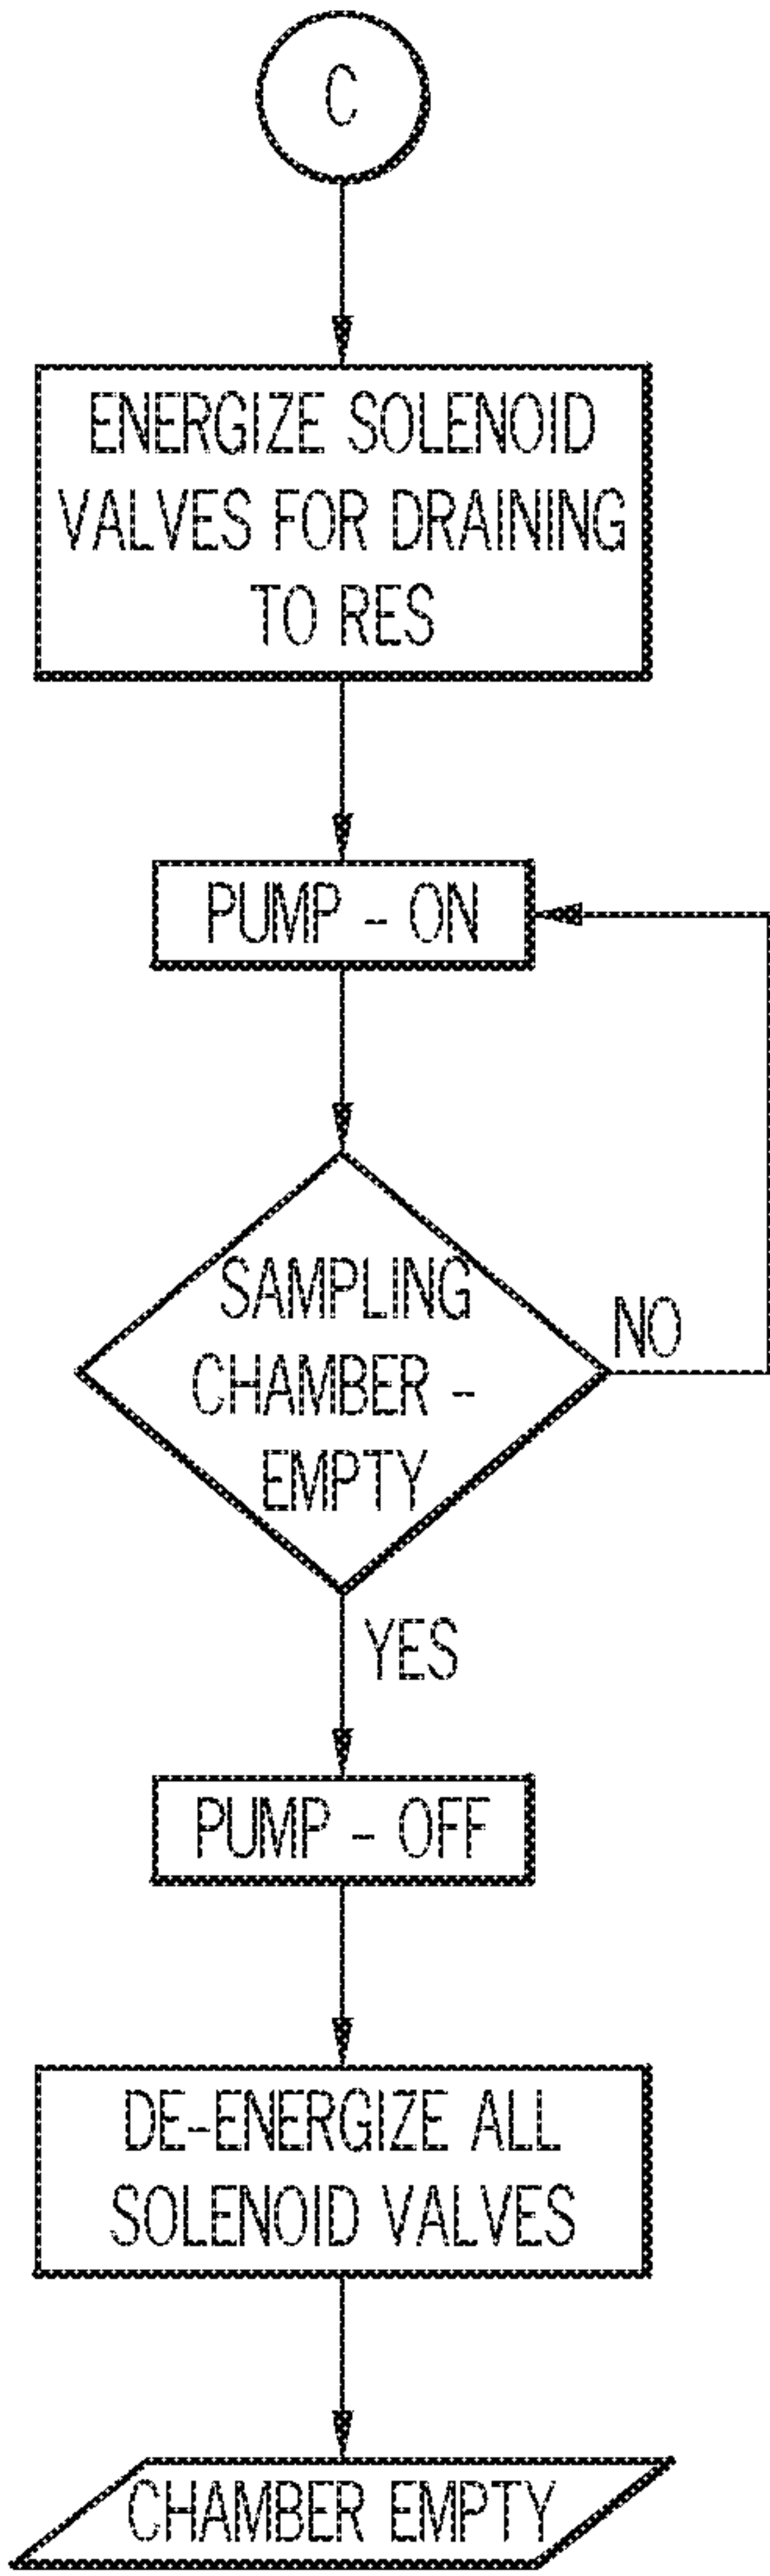 C
ENERGIZE SOLENOID
VALVES FOR DRAINING
TO RES
PUMP - ON
SAMPLING
CHAMBER -
EMPTY
NO
YES
PUMP - OFF
DE-ENERGIZE ALL
SOLENOID VALVES
CHAMBER EMPTY